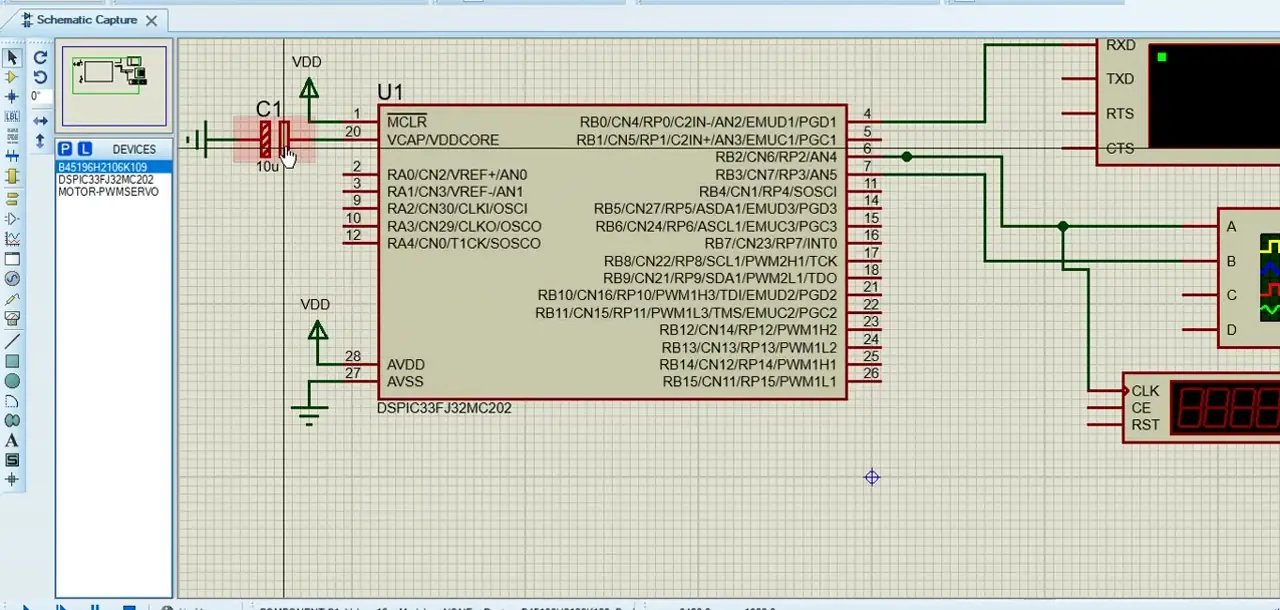 Schematic Capture
0°
LBL
P L DEVICES
B45196H2106K109
DSPIC33FJ32MC202
MOTOR-PWMSERVO
A
S
VDD
C1
10u
U1
1 MCLR
20 VCAP/VDDCORE
2 RA0/CN2/VREF+/AN0
3 RA1/CN3/VREF-/AN1
9 RA2/CN30/CLKI/OSCI
10 RA3/CN29/CLKO/OSCO
12 RA4/CN0/T1CK/SOSCO
VDD
28 AVDD
27 AVSS
DSPIC33FJ32MC202
RB0/CN4/RP0/C2IN-/AN2/EMUD1/PGD1 4
RB1/CN5/RP1/C2IN+/AN3/EMUC1/PGC1 5
RB2/CN6/RP2/AN4 6
RB3/CN7/RP3/AN5 7
RB4/CN1/RP4/SOSCI 11
RB5/CN27/RP5/ASDA1/EMUD3/PGD3 14
RB6/CN24/RP6/ASCL1/EMUC3/PGC3 15
RB7/CN23/RP7/INT0 16
RB8/CN22/RP8/SCL1/PWM2H1/TCK 17
RB9/CN21/RP9/SDA1/PWM2L1/TDO 18
RB10/CN16/RP10/PWM1H3/TDI/EMUD2/PGD2 21
RB11/CN15/RP11/PWM1L3/TMS/EMUC2/PGC2 22
RB12/CN14/RP12/PWM1H2 23
RB13/CN13/RP13/PWM1L2 24
RB14/CN12/RP14/PWM1H1 25
RB15/CN11/RP15/PWM1L1 26
RXD
TXD
RTS
CTS
A
B
C
D
CLK
CE
RST